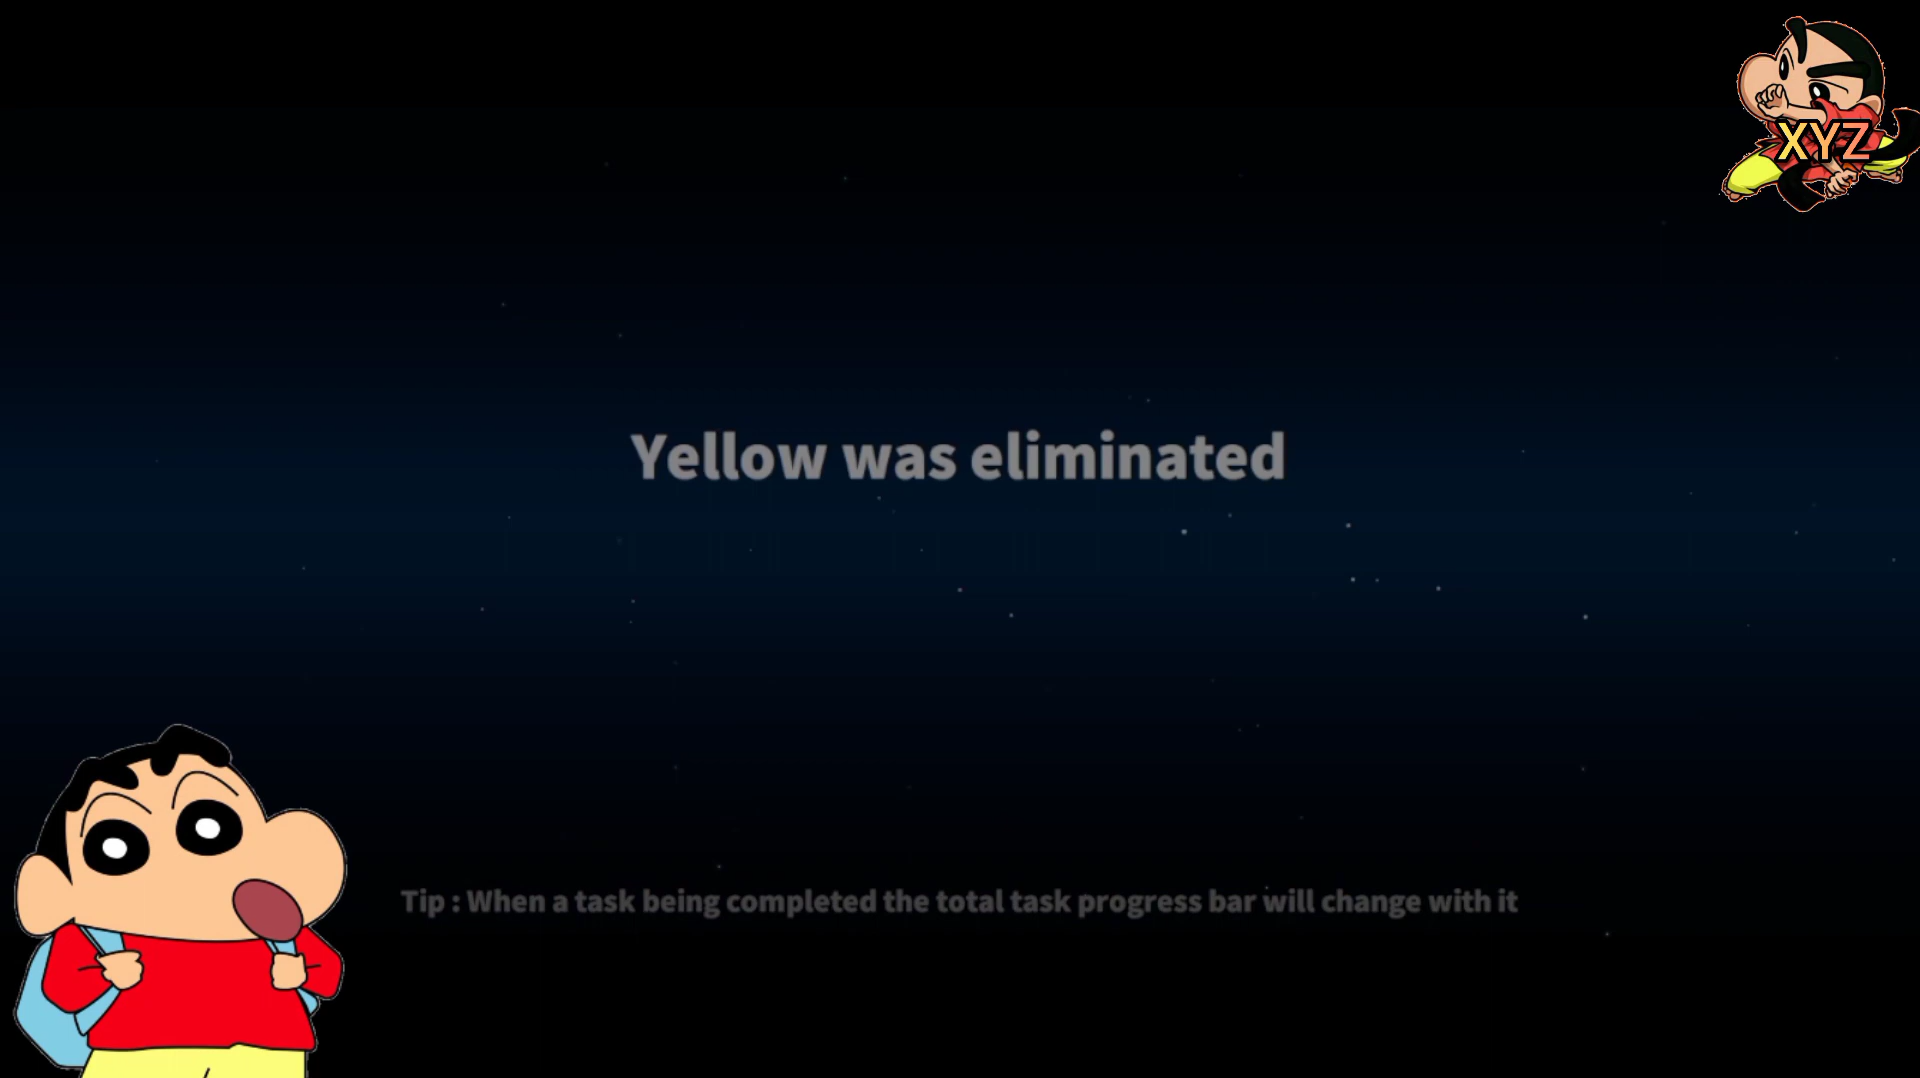 XYZ
Yellow was eliminated
Tip : When a task being completed the total task progress bar will change with it